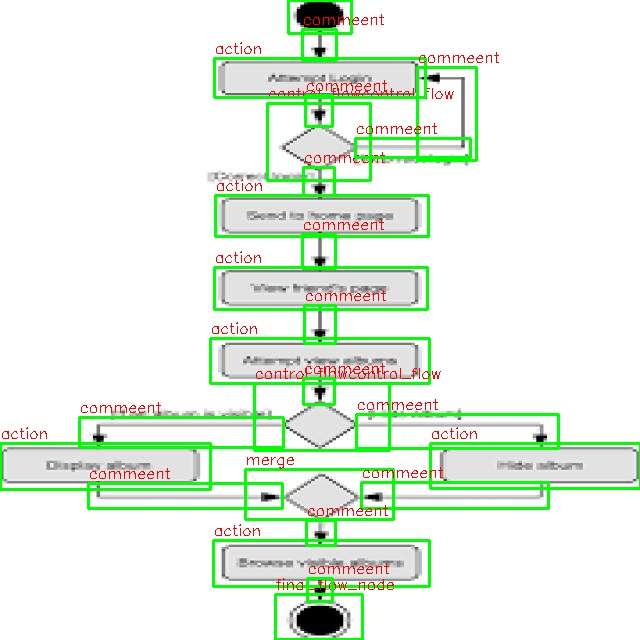 commeent
action
commeent
Attempt Login
commeent
control_flowcontrol_flow
commeent
commeent
action
Send to home page
commeent
action
View friend's page
commeent
action
Attempt view albums
commeent
control_flowcontrol_flow
commeent
commeent
action
action
Display album
Hide album
merge
commeent
commeent
commeent
action
Browse visible albums
commeent
final_flow_node